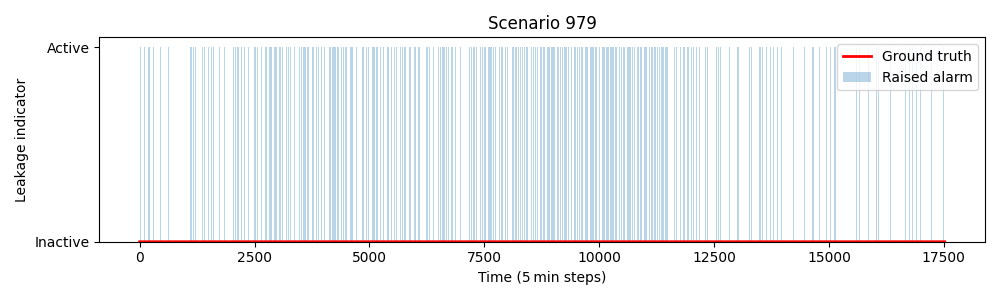 Scenario 979
Active
Inactive
Leakage indicator
Ground truth
Raised alarm
0 2500 5000 7500 10000 12500 15000 17500
Time (5 min steps)